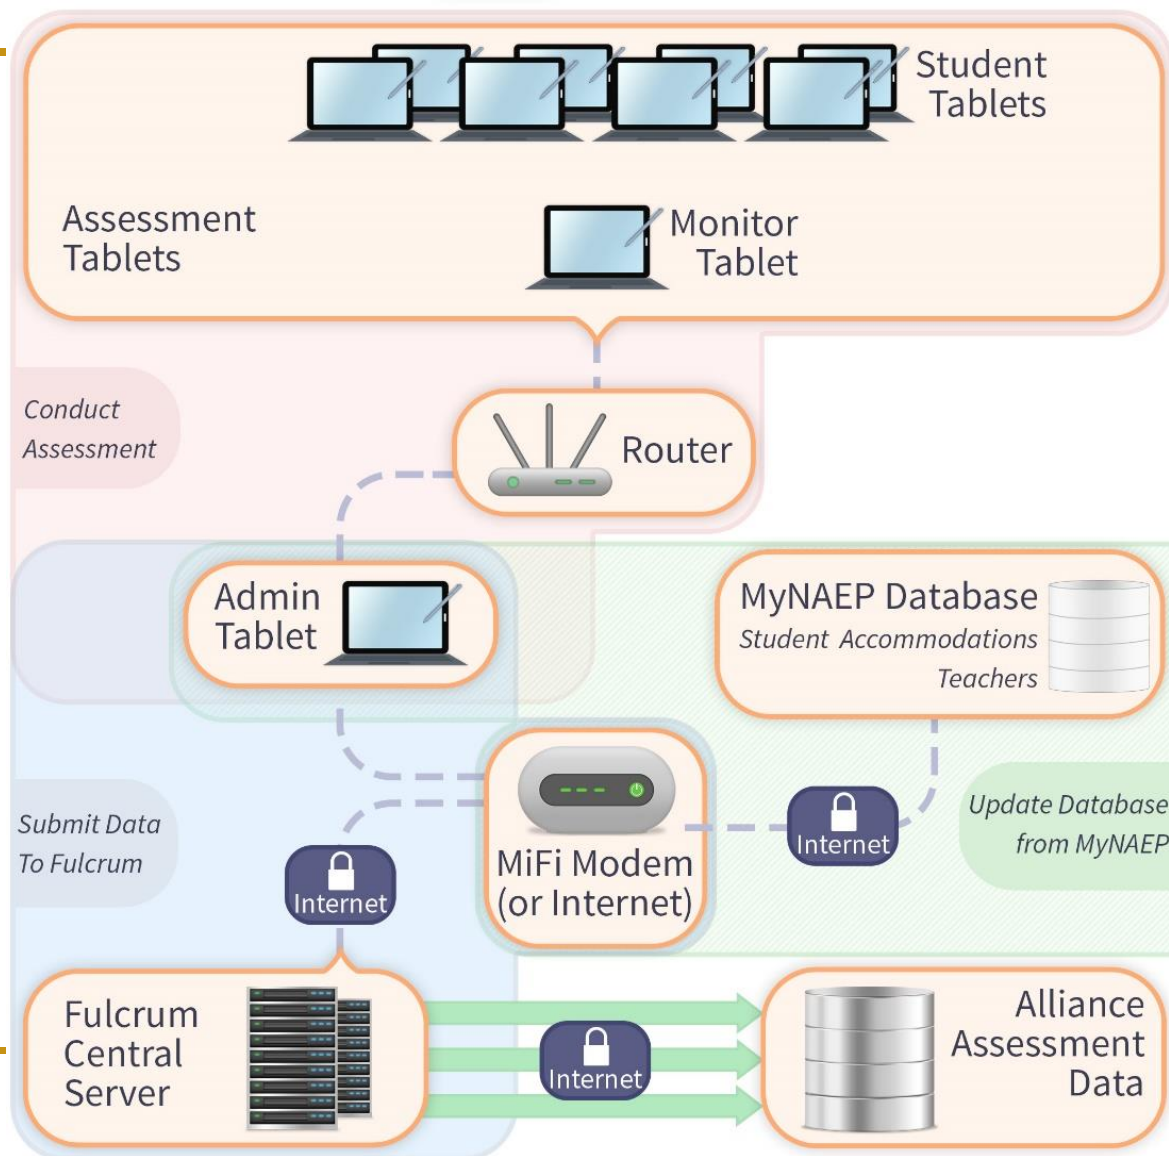 Student
Tablets
Assessment
Tablets
Monitor
Tablet
Conduct
Assessment
Router
Admin
Tablet
MyNAEP Database
Student Accommodations
Teachers
Submit Data
To Fulcrum
Internet
MiFi Modem
(or Internet)
Internet
Update Database
from MyNAEP
Fulcrum
Central
Server
Internet
Alliance
Assessment
Data